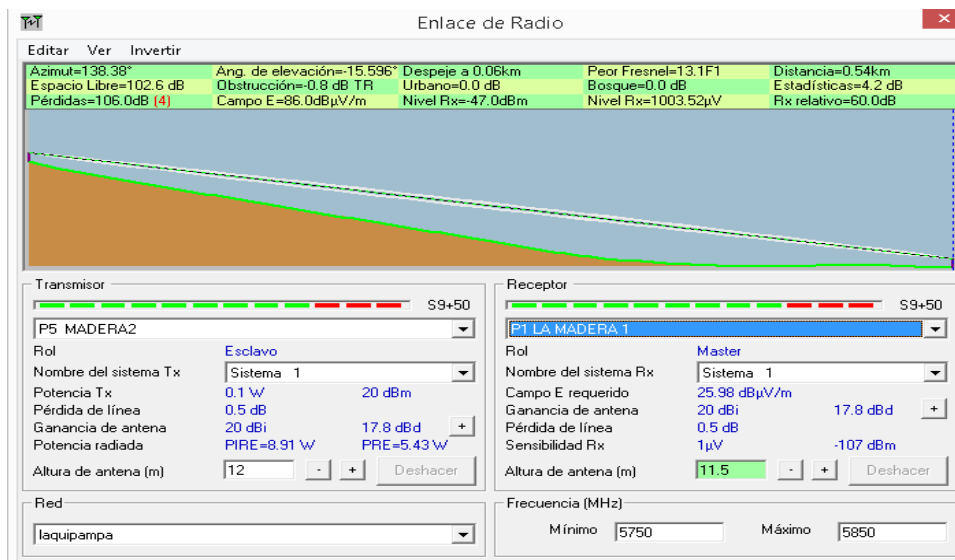 Enlace de Radio
Editar Ver Invertir
Azimut=138.38° Ang. de elevación=-15.596° Despeje a 0.06km Peor Fresnel=13.1F1 Distancia=0.54km
Espacio Libre=102.6 dB Obstrucción=-0.8 dB TR Urbano=0.0 dB Bosque=0.0 dB Estadísticas=4.2 dB
Pérdidas=106.0dB (4) Campo E=86.0dBµV/m Nivel Rx=-47.0dBm Nivel Rx=1003.52µV Rx relativo=60.0dB
Transmisor Receptor
S9+50 S9+50
P5 MADERA2 P1 LA MADERA 1
Rol Esclavo Rol Master
Nombre del sistema Tx Sistema 1 Nombre del sistema Rx Sistema 1
Potencia Tx 0.1 W 20 dBm Campo E requerido 25.98 dBµV/m
Pérdida de línea 0.5 dB Ganancia de antena 20 dBi 17.8 dBd +
Ganancia de antena 20 dBi 17.8 dBd + Pérdida de línea 0.5 dB
Potencia radiada PIRE=8.91 W PRE=5.43 W Sensibilidad Rx 1µV -107 dBm
Altura de antena (m) 12 - + Deshacer Altura de antena (m) 11.5 - + Deshacer
Red Frecuencia (MHz)
laquipampa Mínimo 5750 Máximo 5850